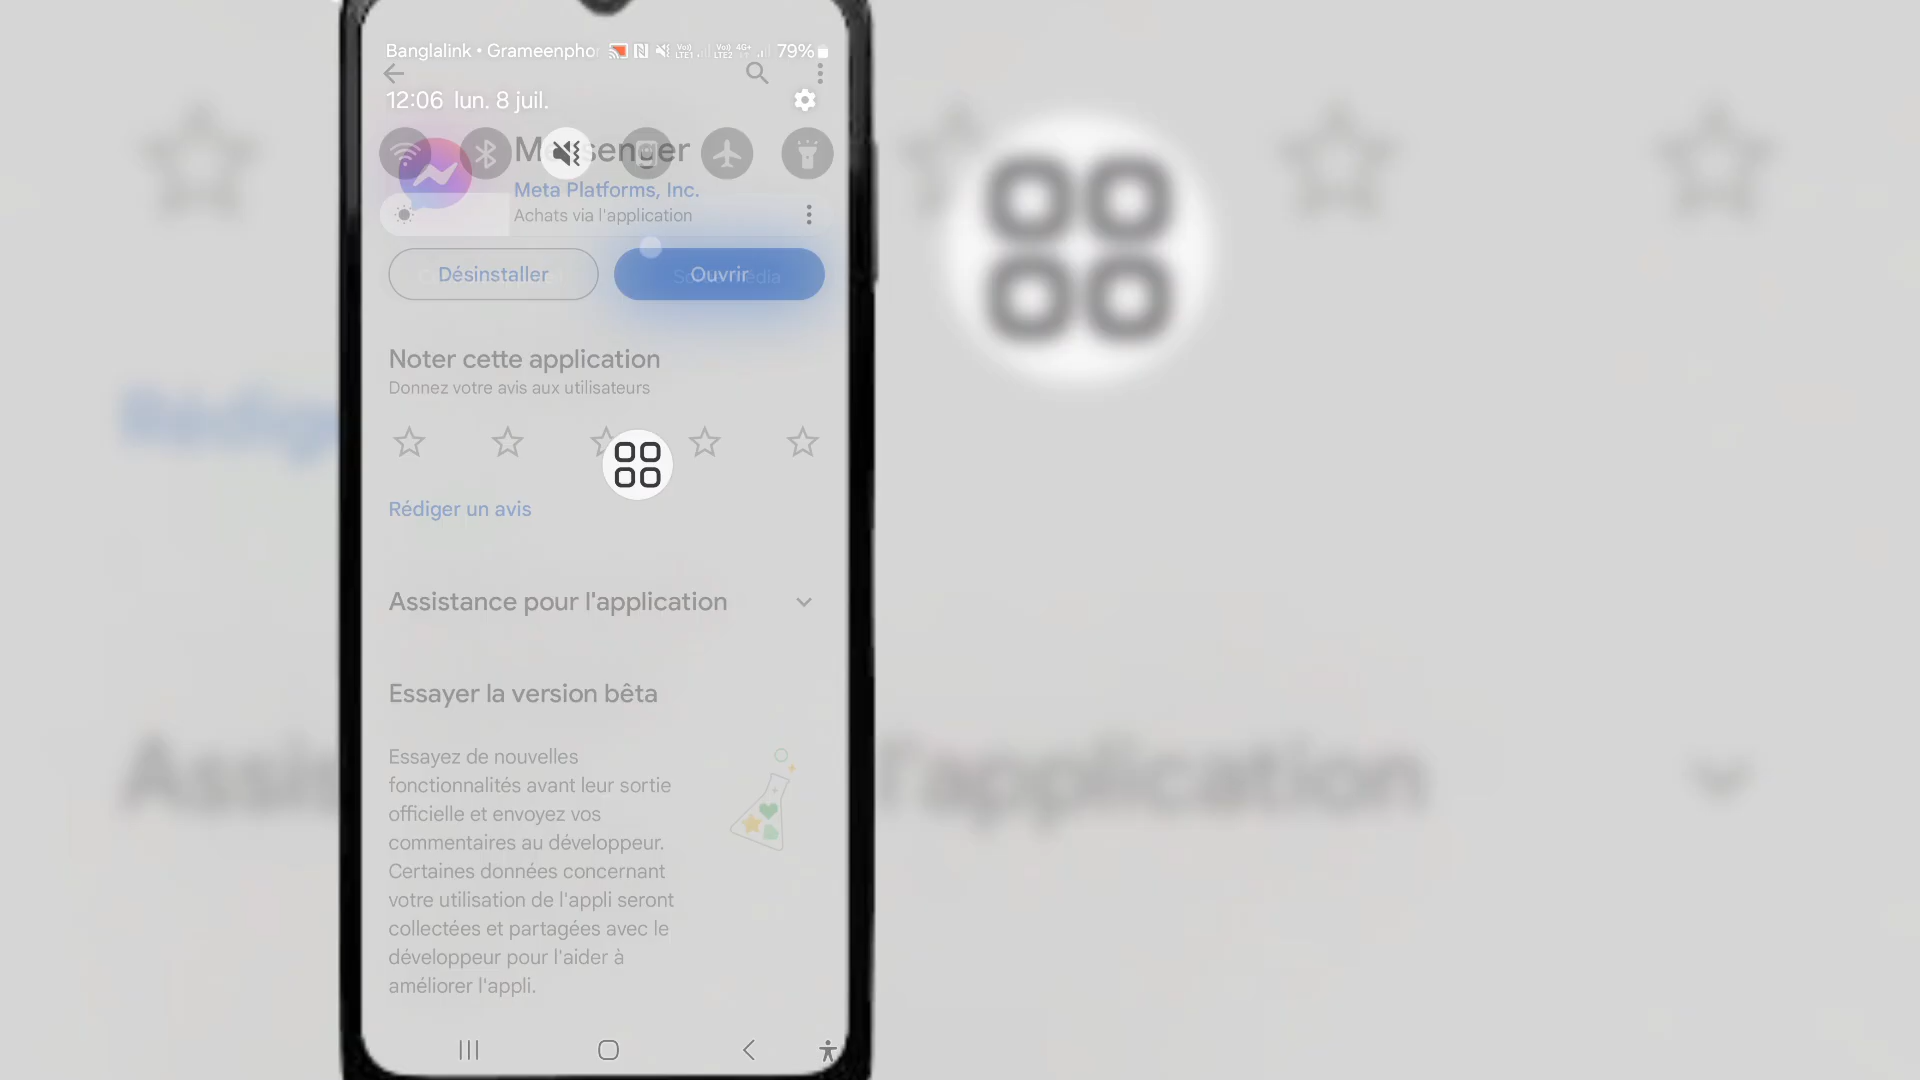 Banglalink • Grameenpho
79%
12:06 lun. 8 juil.
Messenger
Meta Platforms, Inc.
Achats via l'application
Désinstaller
Ouvrir
Noter cette application
Donnez votre avis aux utilisateurs
Rédiger un avis
Assistance pour l'application
Essayer la version bêta
Essayez de nouvelles
fonctionnalités avant leur sortie
officielle et envoyez vos
commentaires au développeur.
Certaines données concernant
votre utilisation de l'appli seront
collectées et partagées avec le
développeur pour l'aider à
améliorer l'appli.
Rédig
Assis
l'application